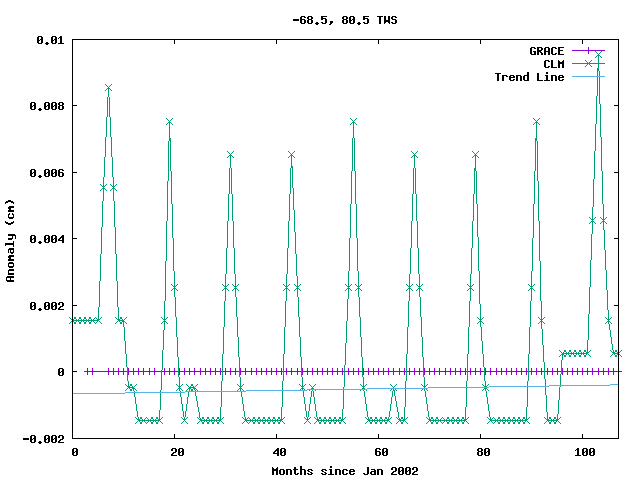 -68.5, 80.5 TWS
GRACE
CLM
Trend Line
0.01
0.008
0.006
0.004
0.002
0
-0.002
Anomaly (cm)
0 20 40 60 80 100
Months since Jan 2002